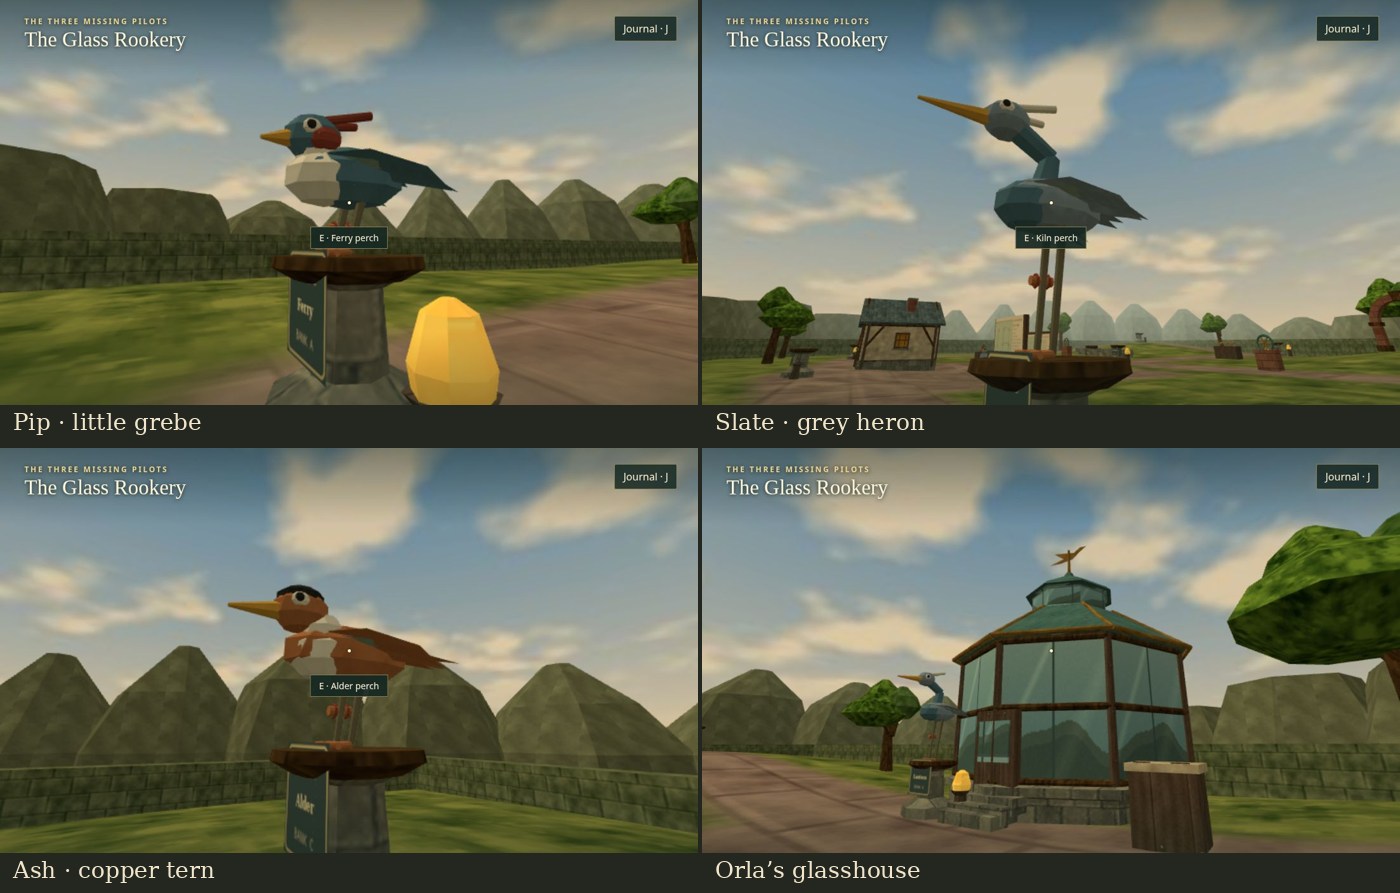 THE THREE MISSING PILOTS
The Glass Rookery
Journal · J
E · Ferry perch
Ferry
BANK A
Pip · little grebe
THE THREE MISSING PILOTS
The Glass Rookery
Journal · J
E · Kiln perch
Slate · grey heron
THE THREE MISSING PILOTS
The Glass Rookery
Journal · J
E · Alder perch
Alder
BANK C
Ash · copper tern
THE THREE MISSING PILOTS
The Glass Rookery
Journal · J
Orla’s glasshouse